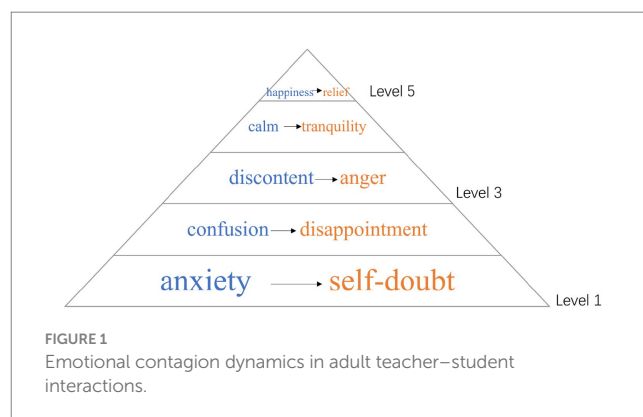 happiness → relief
Level 5
calm → tranquility
discontent → anger
Level 3
confusion → disappointment
anxiety → self-doubt
Level 1
FIGURE 1
Emotional contagion dynamics in adult teacher–student
interactions.